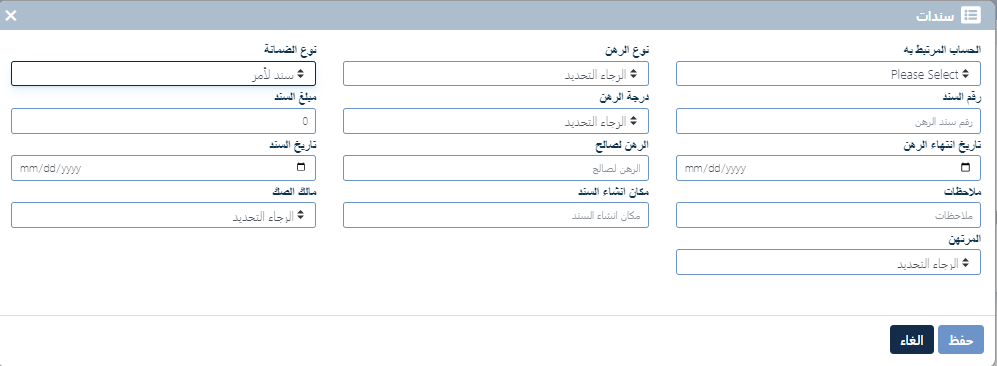 سندات
الحساب المرتبط به
نوع الرهن
نوع الضمانة
Please Select
الرجاء التحديد
سند لأمر
رقم السند
درجة الرهن
مبلغ السند
رقم سند الرهن
الرجاء التحديد
0
تاريخ انتهاء الرهن
الرهن لصالح
تاريخ السند
mm/dd/yyyy
الرهن لصالح
mm/dd/yyyy
ملاحظات
مكان انشاء السند
مالك الصك
ملاحظات
مكان انشاء السند
الرجاء التحديد
المرتهن
الرجاء التحديد
حفظ
الغاء